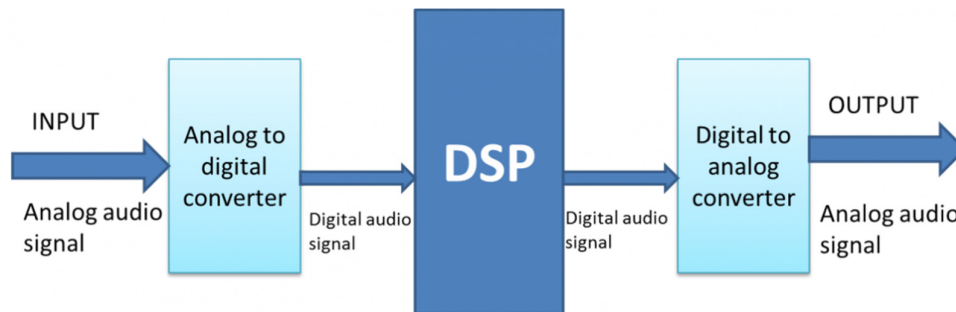 INPUT
Analog audio
signal
Analog to
digital
converter
Digital audio
signal
DSP
Digital audio
signal
Digital to
analog
converter
OUTPUT
Analog audio
signal